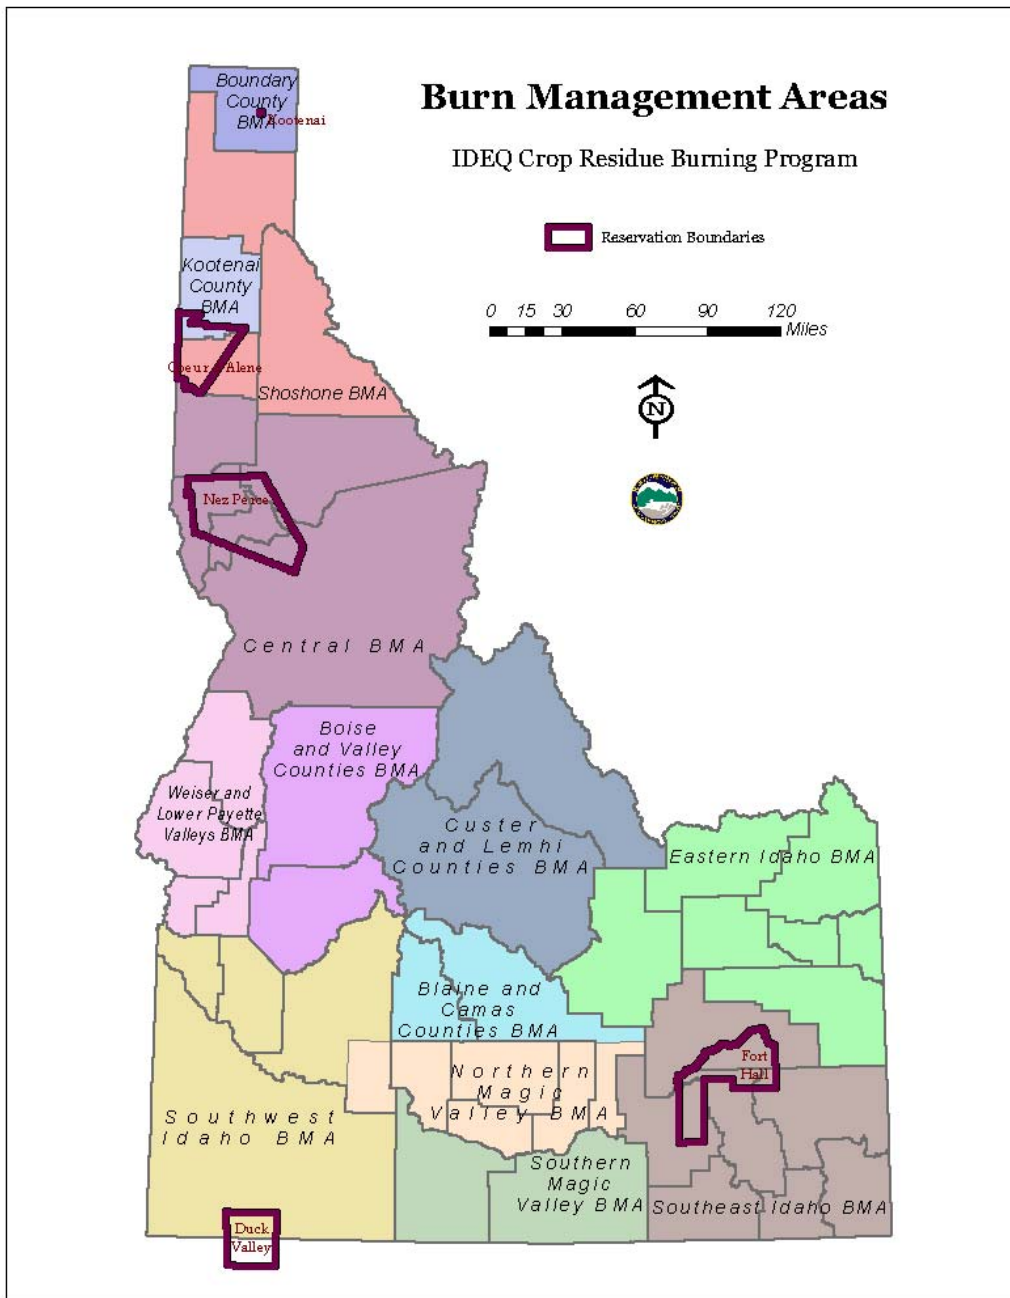 Burn Management Areas
IDEQ Crop Residue Burning Program
Reservation Boundaries
0 15 30 60 90 120
Miles
N
Boundary
County
BMA
Kootenai
Kootenai
County
BMA
Coeur d'Alene
Shoshone BMA
Nez Perce
Central BMA
Boise
and Valley
Counties BMA
Weiser and
Lower Payette
Valleys BMA
Custer
and Lemhi
Counties BMA
Eastern Idaho BMA
Blaine and
Camas
Counties BMA
Fort
Hall
Northern
Magic
Valley BMA
Southwest
Idaho BMA
Southern
Magic
Valley BMA
Southeast Idaho BMA
Duck
Valley